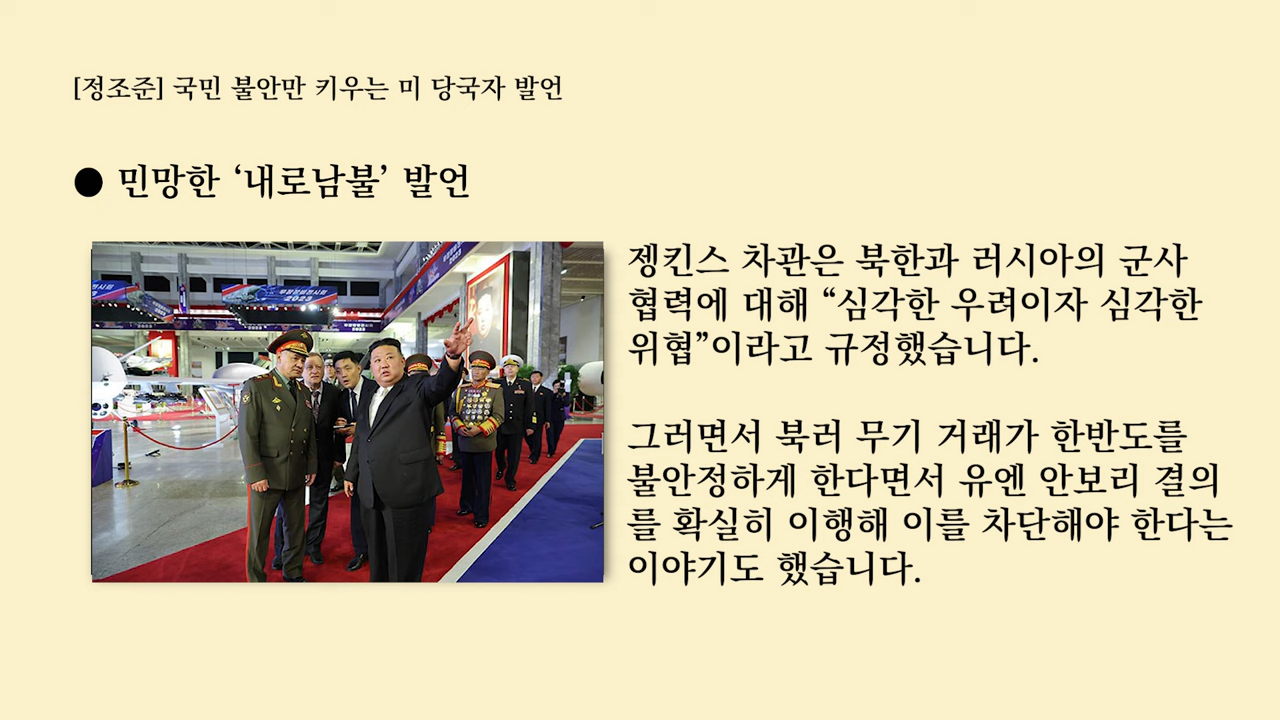 [정조준] 국민 불안만 키우는 미 당국자 발언
● 민망한 ‘내로남불’ 발언
젱킨스 차관은 북한과 러시아의 군사
협력에 대해 “심각한 우려이자 심각한
위협”이라고 규정했습니다.
그러면서 북러 무기 거래가 한반도를
불안정하게 한다면서 유엔 안보리 결의
를 확실히 이행해 이를 차단해야 한다는
이야기도 했습니다.
2023